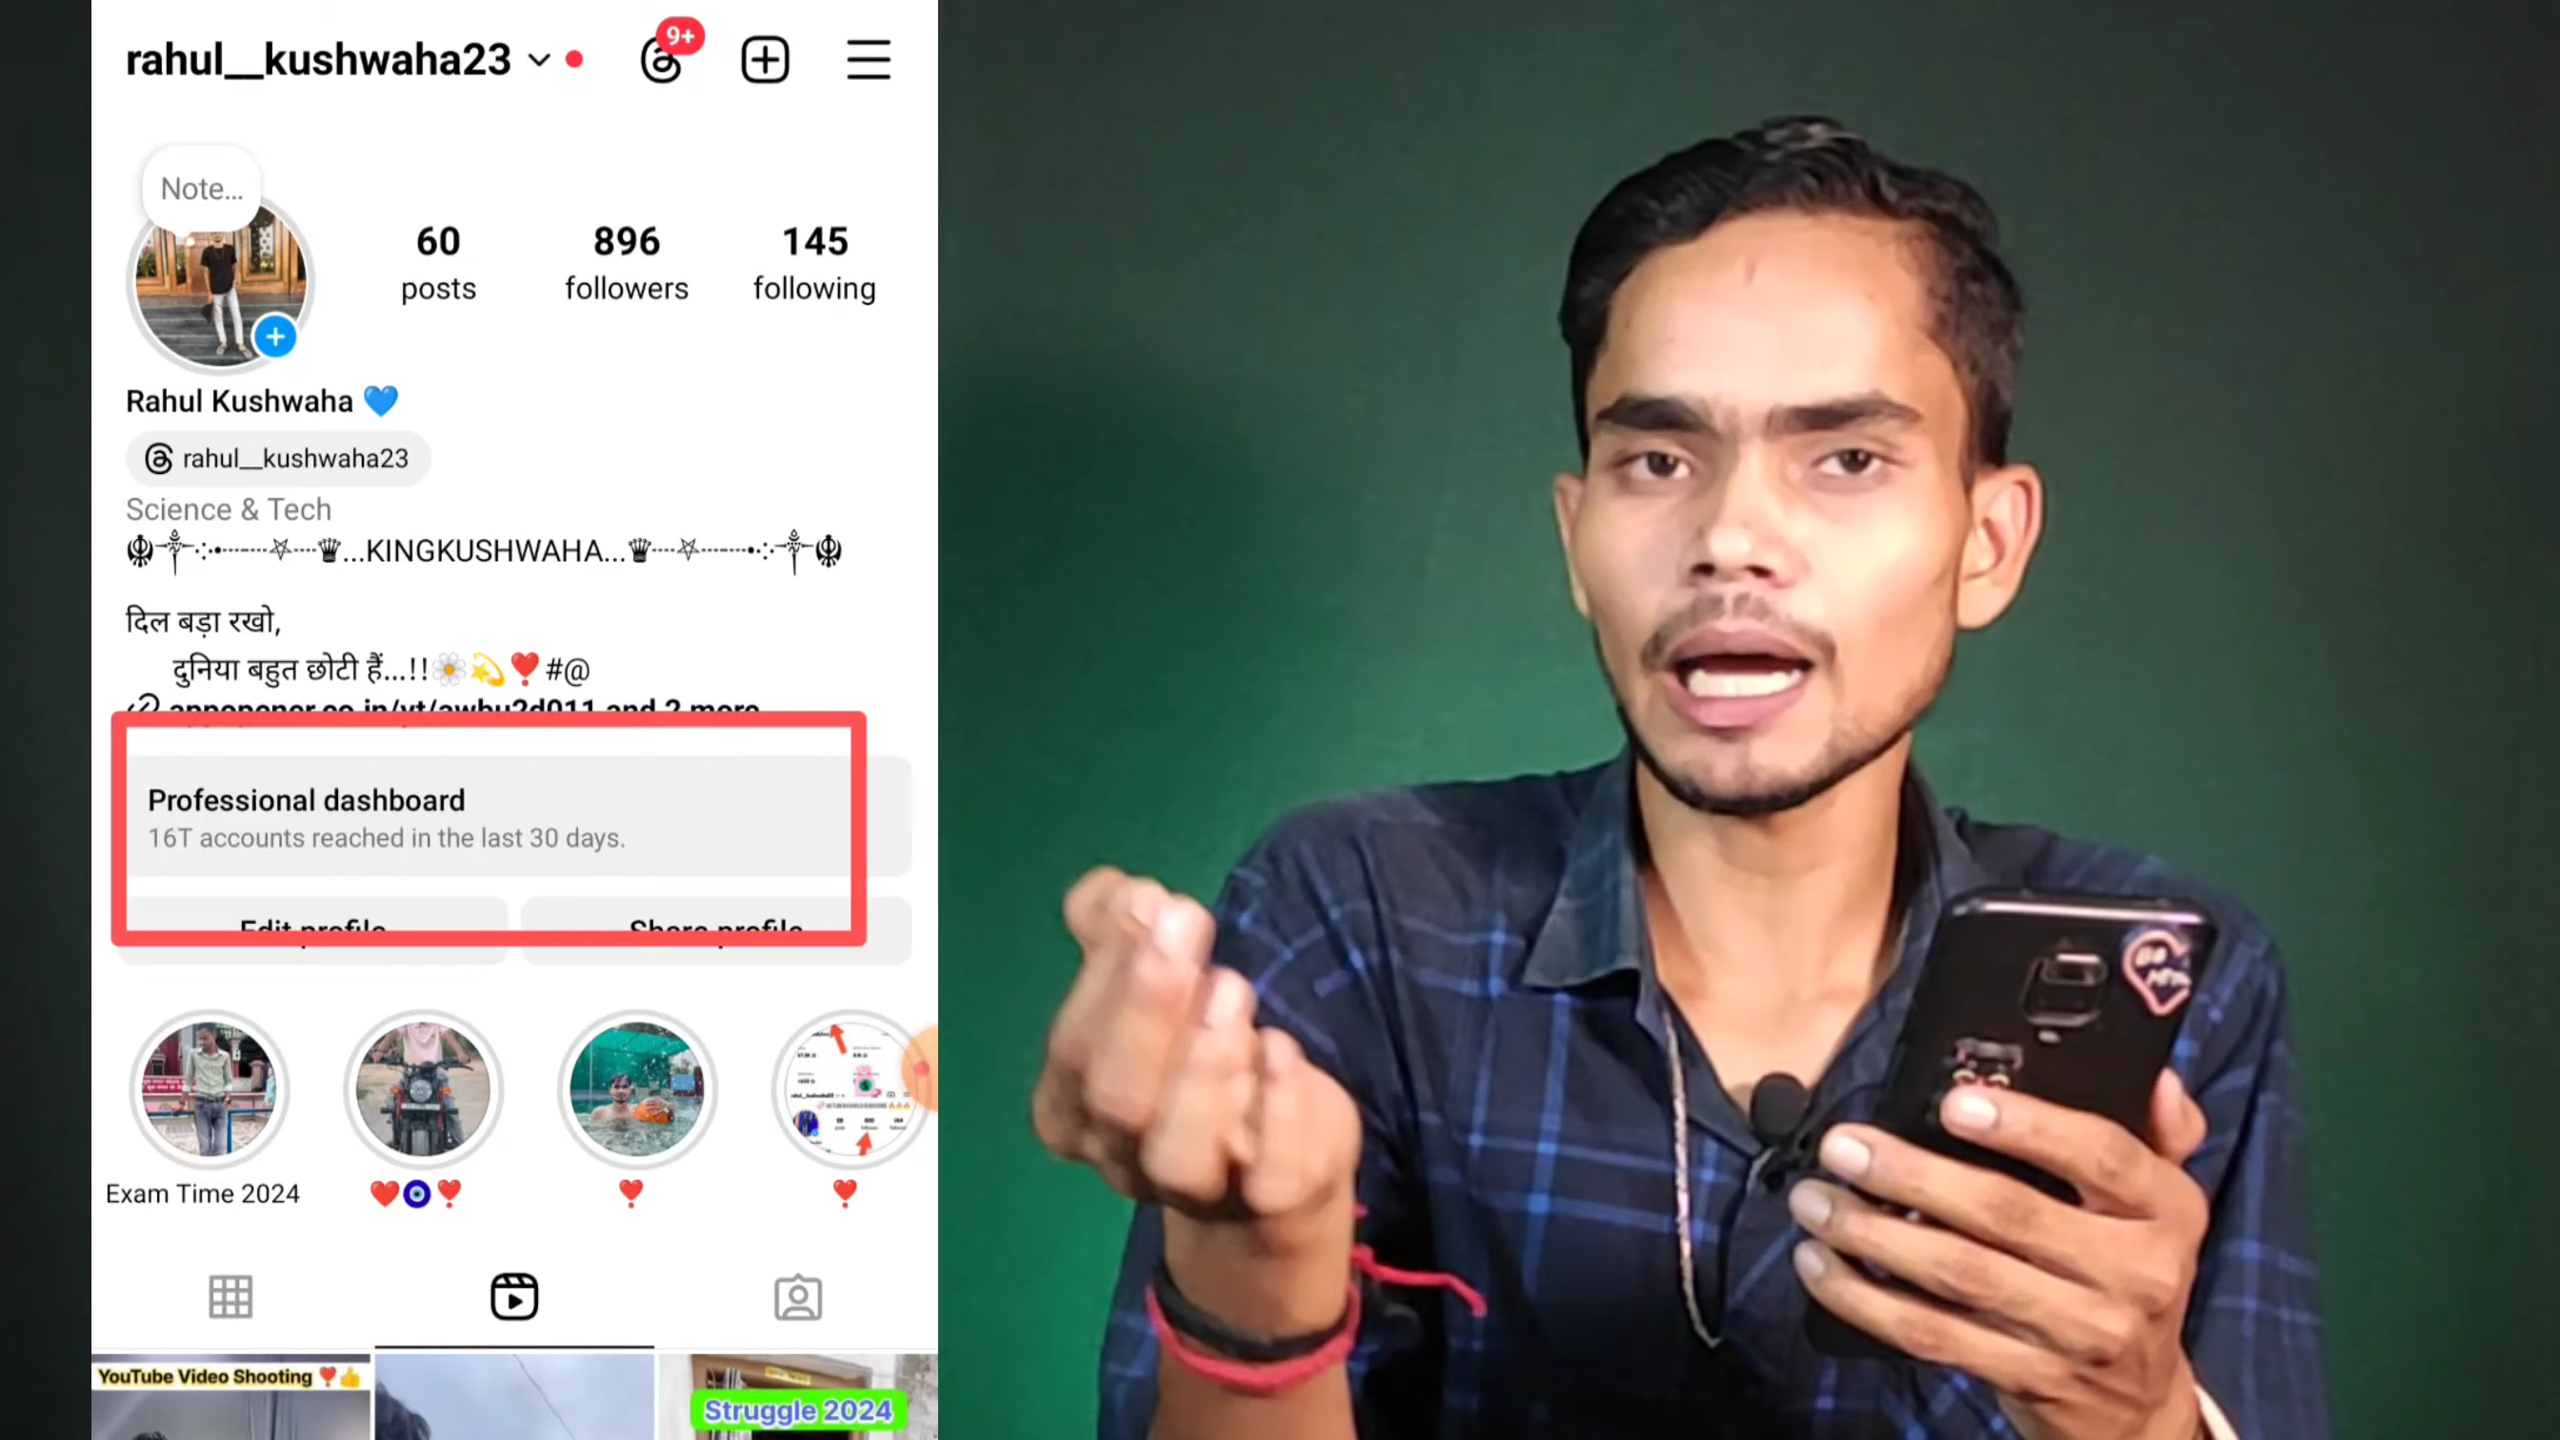 rahul__kushwaha23
9+
Note...
60
posts
896
followers
145
following
Rahul Kushwaha 💙
rahul__kushwaha23
Science & Tech
...KINGKUSHWAHA...
दिल बड़ा रखो,
दुनिया बहुत छोटी हैं...!!🌼💫❣️#@
appopener.co.in/yt/awbu2d011 and 2 more
Professional dashboard
16T accounts reached in the last 30 days.
Edit profile
Share profile
Exam Time 2024
❤️🧿❣️
❣️
❣️
YouTube Video Shooting ❣️👍
Struggle 2024